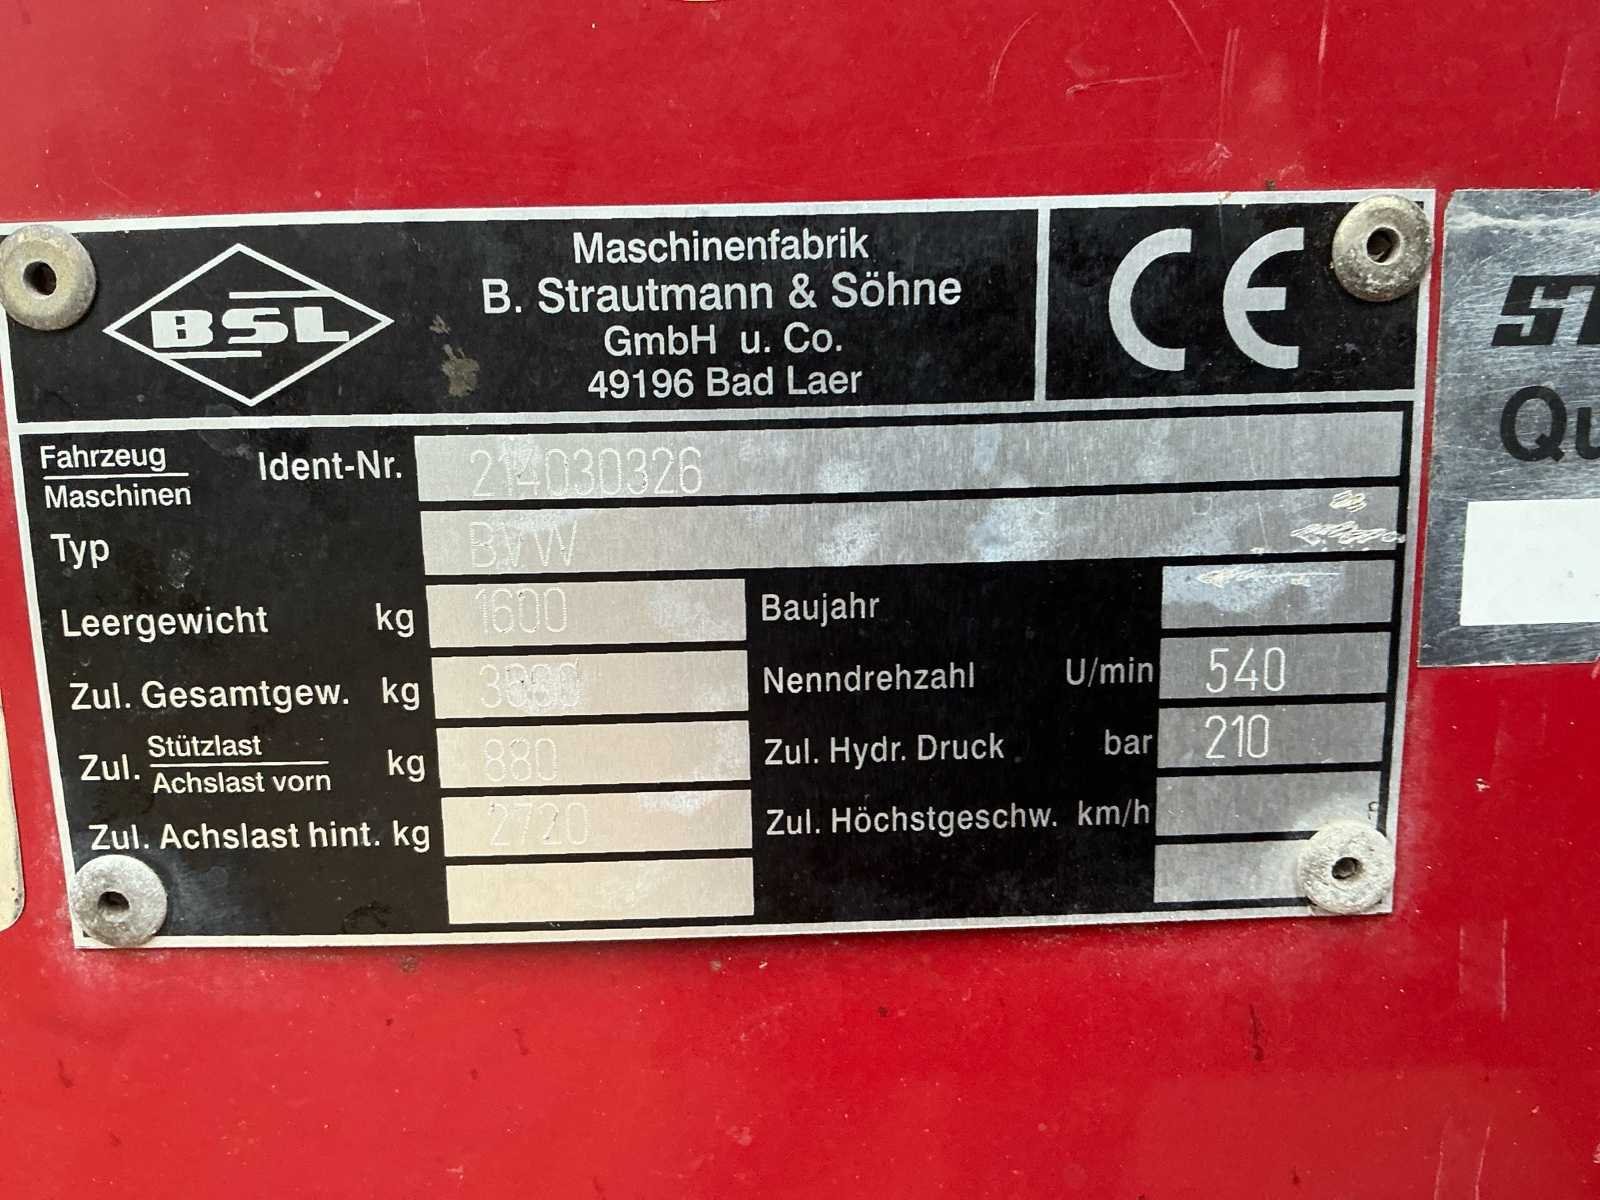 BSL
Maschinenfabrik
B. Strautmann & Söhne
GmbH u. Co.
49196 Bad Laer
CE
Fahrzeug
Maschinen
Ident-Nr. 214030326
Typ BVW
Leergewicht kg 1600
Baujahr
Zul. Gesamtgew. kg
Nenndrehzahl U/min 540
Zul. Stützlast
Achslast vorn kg 880
Zul. Hydr. Druck bar 210
Zul. Achslast hint. kg 2720
Zul. Höchstgeschw. km/h